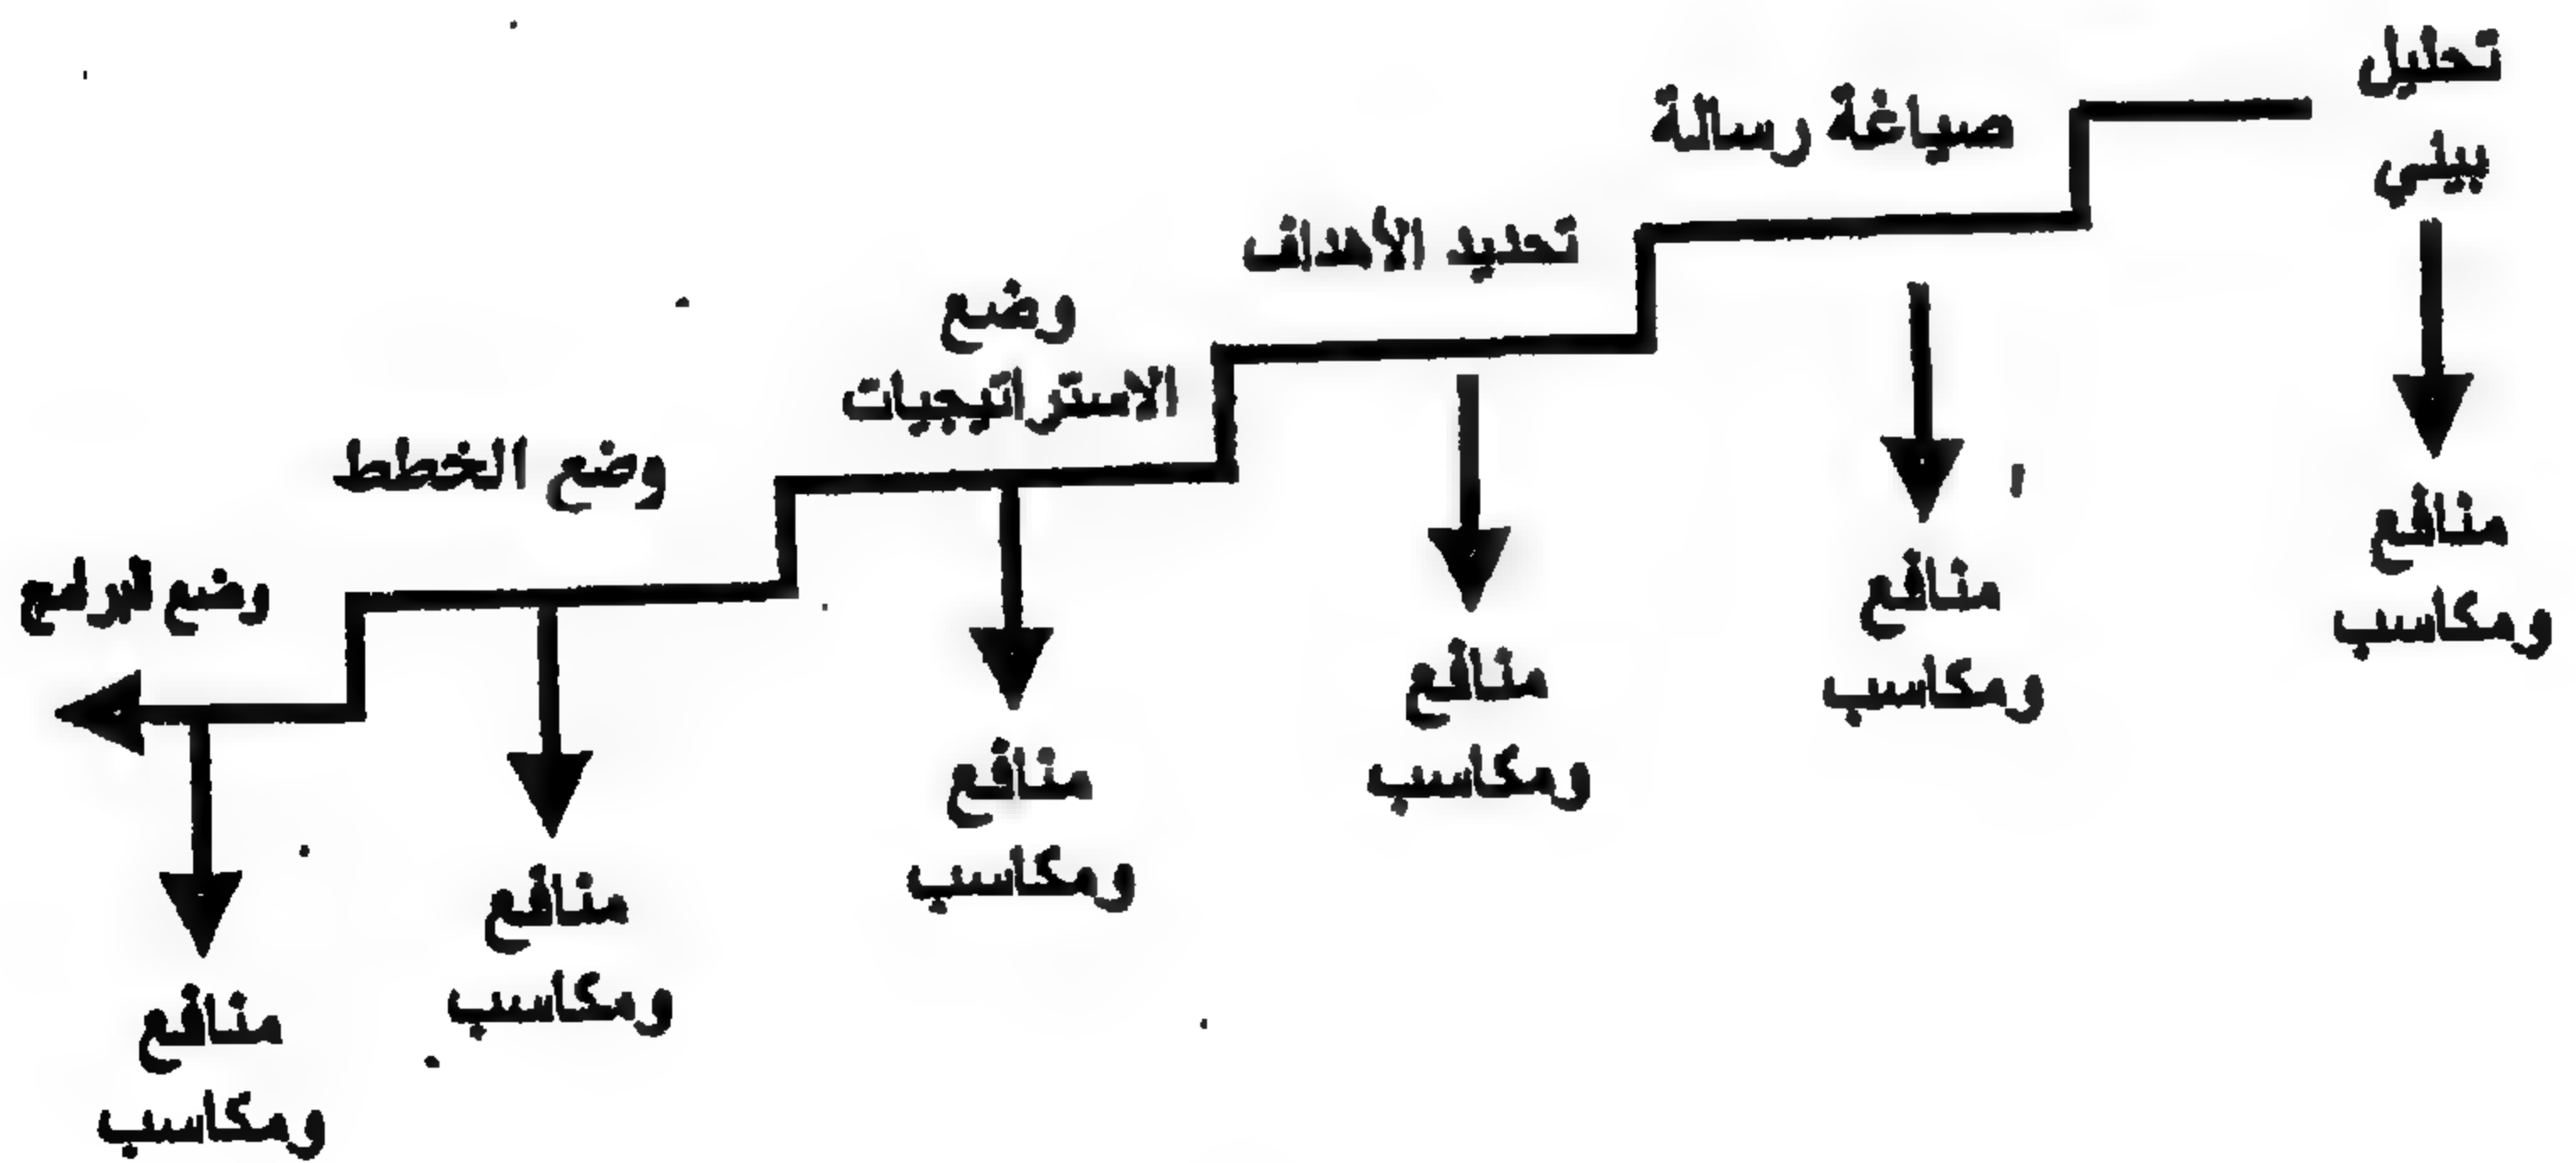 تحليل
بيئي
صياغة رسالة
تحديد الأهداف
وضع
الاستراتيجيات
وضع الخطط
وضع البرامج
منافع
ومكاسب
منافع
ومكاسب
منافع
ومكاسب
منافع
ومكاسب
منافع
ومكاسب
منافع
ومكاسب